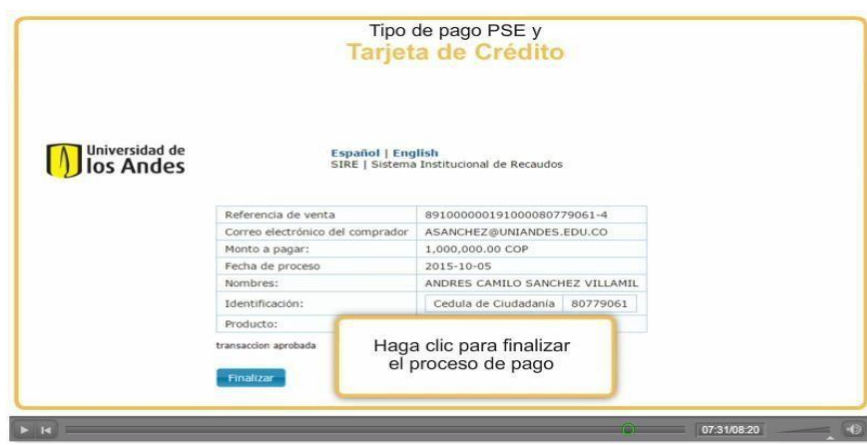 Tipo de pago PSE y
Tarjeta de Crédito
Universidad de
los Andes
Español | English
SIRE | Sistema Institucional de Recaudos
Referencia de venta 891000000191000080779061-4
Correo electrónico del comprador ASANCHEZ@UNIANDES.EDU.CO
Monto a pagar: 1,000,000.00 COP
Fecha de proceso 2015-10-05
Nombres: ANDRES CAMILO SANCHEZ VILLAMIL
Identificación: Cedula de Ciudadanía 80779061
Producto:
transaccion aprobada
Haga clic para finalizar
el proceso de pago
Finalizar
07:31/08:20